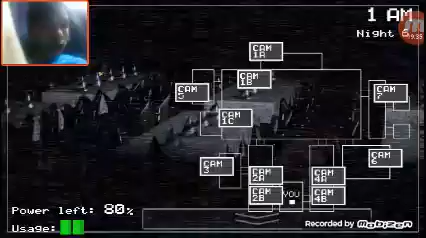 1 AM
Night 6
CAM 1A
CAM 1B
CAM 5
CAM 7
CAM 1C
CAM 3
CAM 6
CAM 2A
CAM 4A
CAM 2B
YOU
CAM 4B
Power left: 80%
Usage:
Recorded by Mobizen